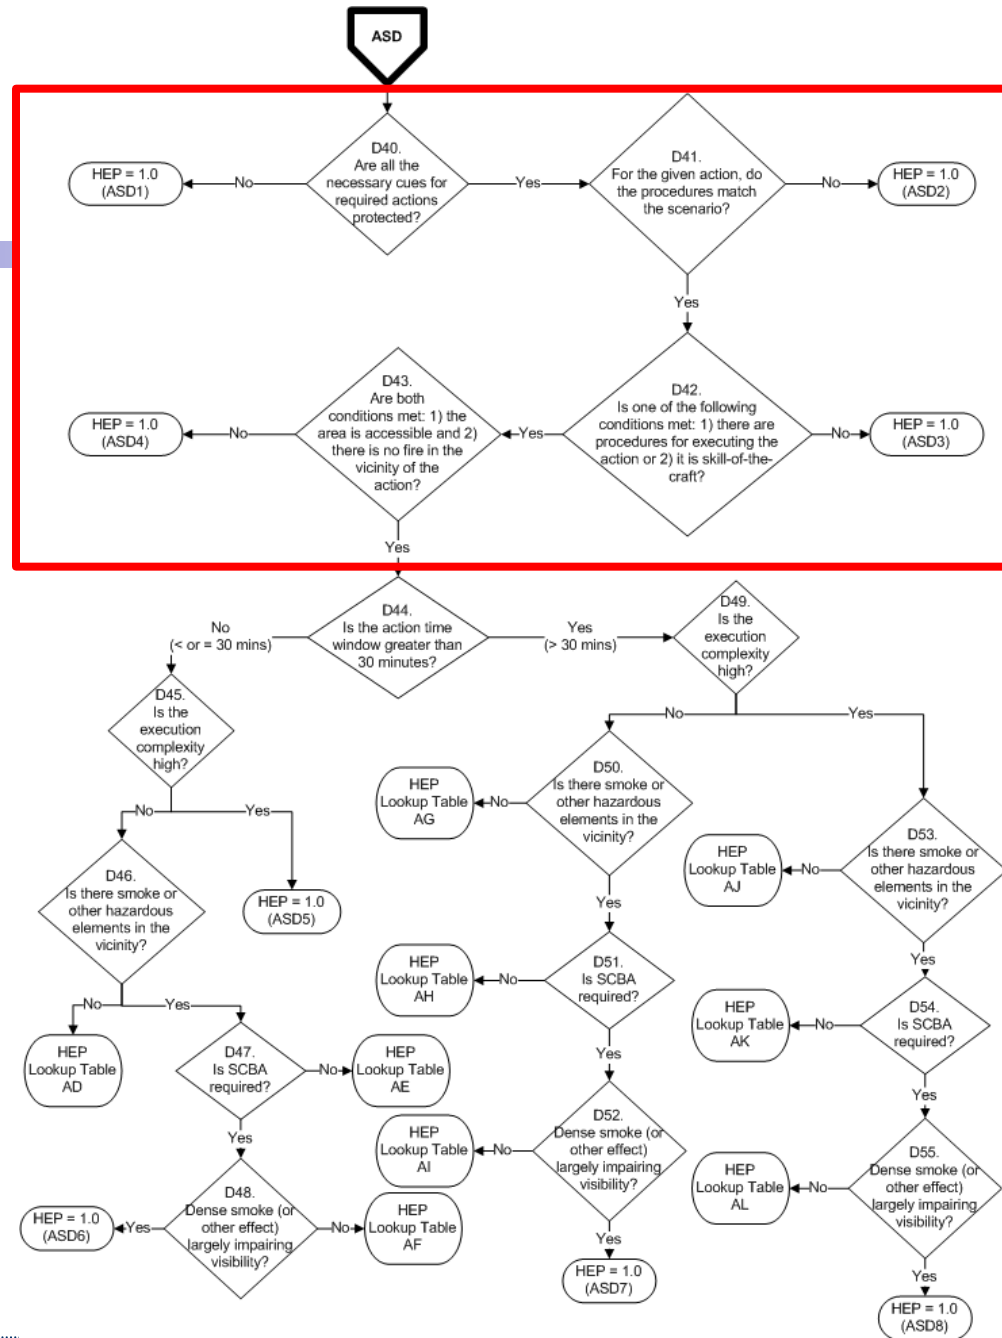 ASD
D40.
Are all the
necessary cues for
required actions
protected?
No
HEP = 1.0
(ASD1)
Yes
D41.
For the given action, do
the procedures match
the scenario?
No
HEP = 1.0
(ASD2)
Yes
D42.
Is one of the following
conditions met: 1) there are
procedures for executing the
action or 2) it is skill-of-the-
craft?
No
HEP = 1.0
(ASD3)
Yes
D43.
Are both
conditions met: 1) the
area is accessible and 2)
there is no fire in the
vicinity of the
action?
No
HEP = 1.0
(ASD4)
Yes
D44.
Is the action time
window greater than
30 minutes?
No
(< or = 30 mins)
Yes
(> 30 mins)
D45.
Is the
execution
complexity
high?
No
Yes
HEP = 1.0
(ASD5)
D46.
Is there smoke or
other hazardous
elements in the
vicinity?
No
HEP
Lookup Table
AD
Yes
D47.
Is SCBA
required?
No
HEP
Lookup Table
AE
Yes
D48.
Dense smoke (or
other effect)
largely impairing
visibility?
Yes
HEP = 1.0
(ASD6)
No
HEP
Lookup Table
AF
D49.
Is the
execution
complexity
high?
No
Yes
D50.
Is there smoke or
other hazardous
elements in the
vicinity?
No
HEP
Lookup Table
AG
Yes
D51.
Is SCBA
required?
No
HEP
Lookup Table
AH
Yes
D52.
Dense smoke (or
other effect)
largely impairing
visibility?
No
HEP
Lookup Table
AI
Yes
HEP = 1.0
(ASD7)
D53.
Is there smoke or
other hazardous
elements in the
vicinity?
No
HEP
Lookup Table
AJ
Yes
D54.
Is SCBA
required?
No
HEP
Lookup Table
AK
Yes
D55.
Dense smoke (or
other effect)
largely impairing
visibility?
No
HEP
Lookup Table
AL
Yes
HEP = 1.0
(ASD8)